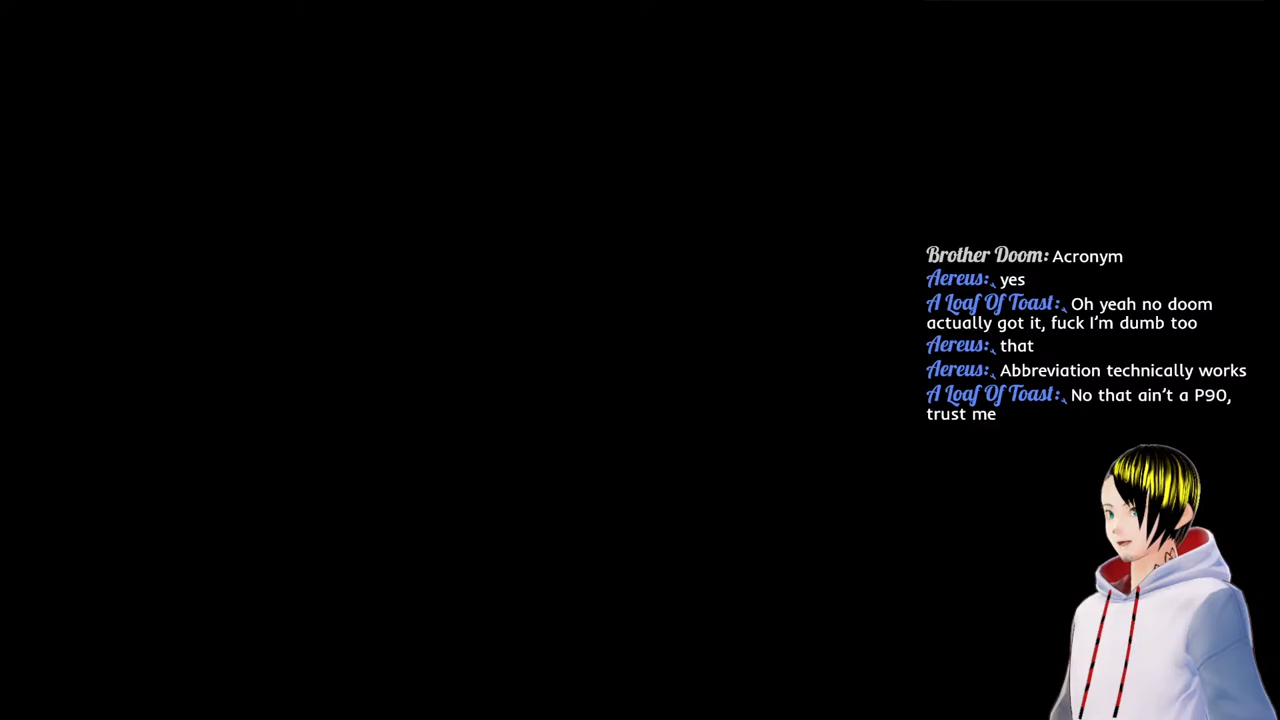 Brother Doom: Acronym
Aereus: yes
A Loaf Of Toast: Oh yeah no doom
actually got it, fuck I'm dumb too
Aereus: that
Aereus: Abbreviation technically works
A Loaf Of Toast: No that ain't a P90,
trust me